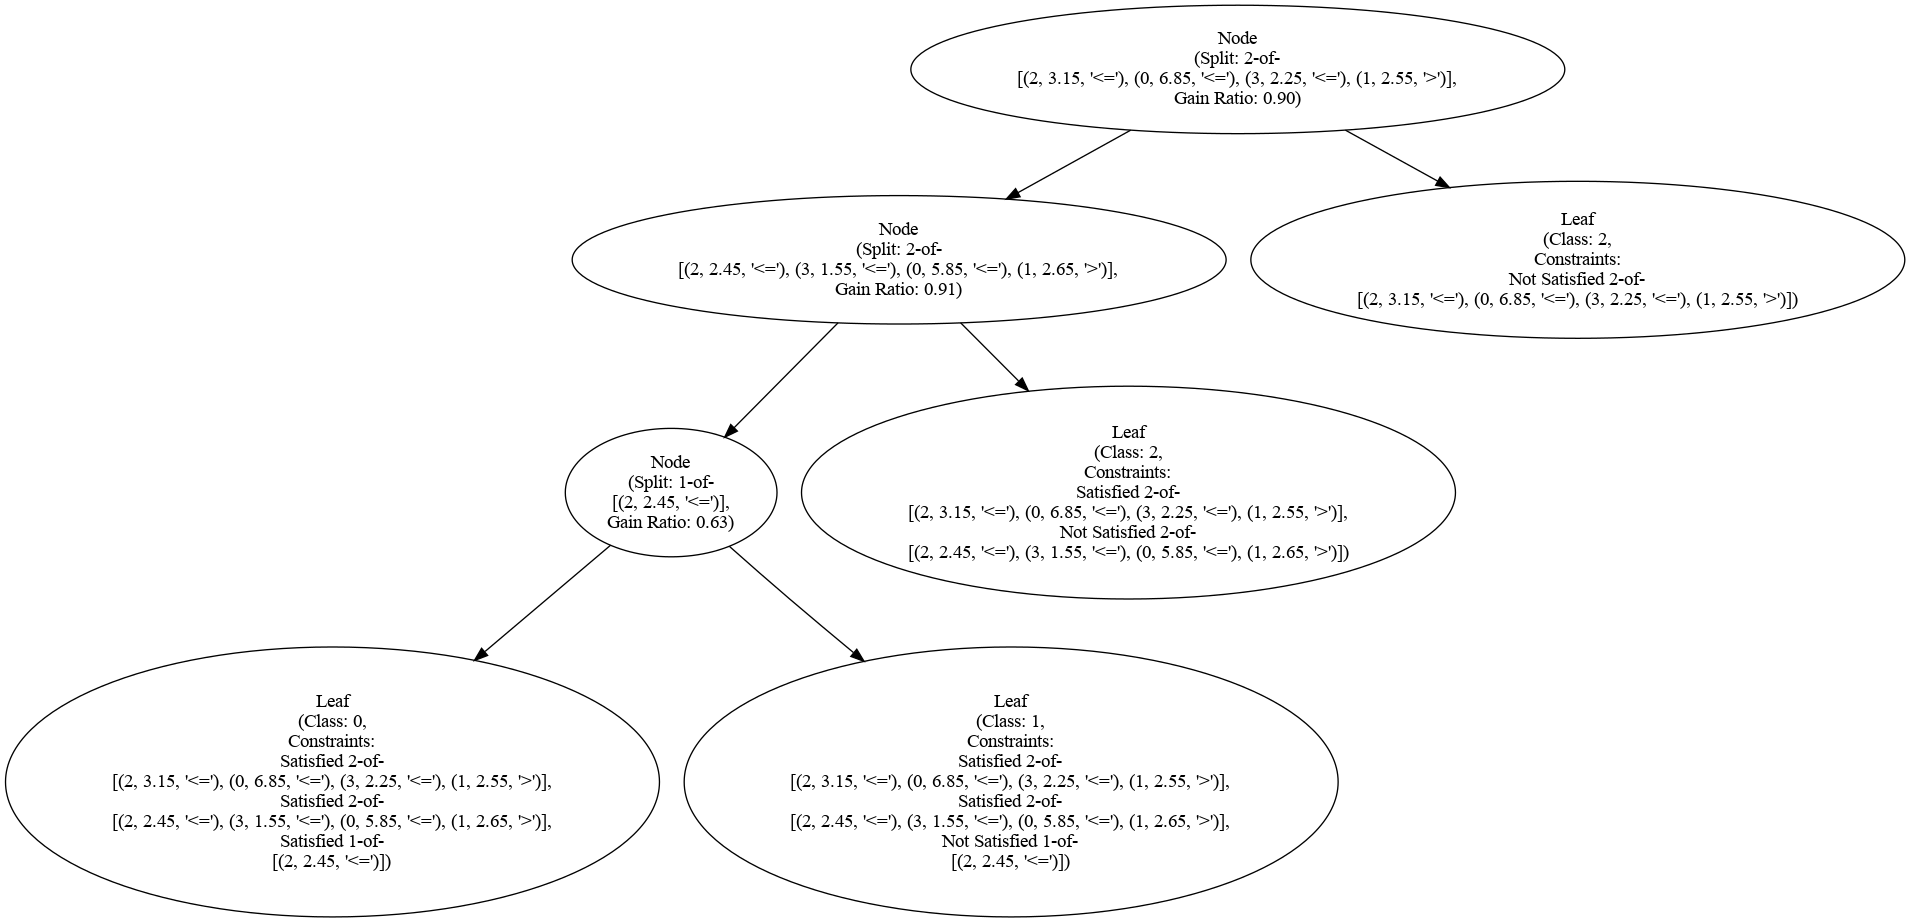 Node
(Split: 2-of-
[(2, 3.15, '<='), (0, 6.85, '<='), (3, 2.25, '<='), (1, 2.55, '>')],
Gain Ratio: 0.90)
Node
(Split: 2-of-
[(2, 2.45, '<='), (3, 1.55, '<='), (0, 5.85, '<='), (1, 2.65, '>')],
Gain Ratio: 0.91)
Leaf
(Class: 2,
Constraints:
Not Satisfied 2-of-
[(2, 3.15, '<='), (0, 6.85, '<='), (3, 2.25, '<='), (1, 2.55, '>')])
Node
(Split: 1-of-
[(2, 2.45, '<=')],
Gain Ratio: 0.63)
Leaf
(Class: 2,
Constraints:
Satisfied 2-of-
[(2, 3.15, '<='), (0, 6.85, '<='), (3, 2.25, '<='), (1, 2.55, '>')],
Not Satisfied 2-of-
[(2, 2.45, '<='), (3, 1.55, '<='), (0, 5.85, '<='), (1, 2.65, '>')])
Leaf
(Class: 0,
Constraints:
Satisfied 2-of-
[(2, 3.15, '<='), (0, 6.85, '<='), (3, 2.25, '<='), (1, 2.55, '>')],
Satisfied 2-of-
[(2, 2.45, '<='), (3, 1.55, '<='), (0, 5.85, '<='), (1, 2.65, '>')],
Satisfied 1-of-
[(2, 2.45, '<=')])
Leaf
(Class: 1,
Constraints:
Satisfied 2-of-
[(2, 3.15, '<='), (0, 6.85, '<='), (3, 2.25, '<='), (1, 2.55, '>')],
Satisfied 2-of-
[(2, 2.45, '<='), (3, 1.55, '<='), (0, 5.85, '<='), (1, 2.65, '>')],
Not Satisfied 1-of-
[(2, 2.45, '<=')])